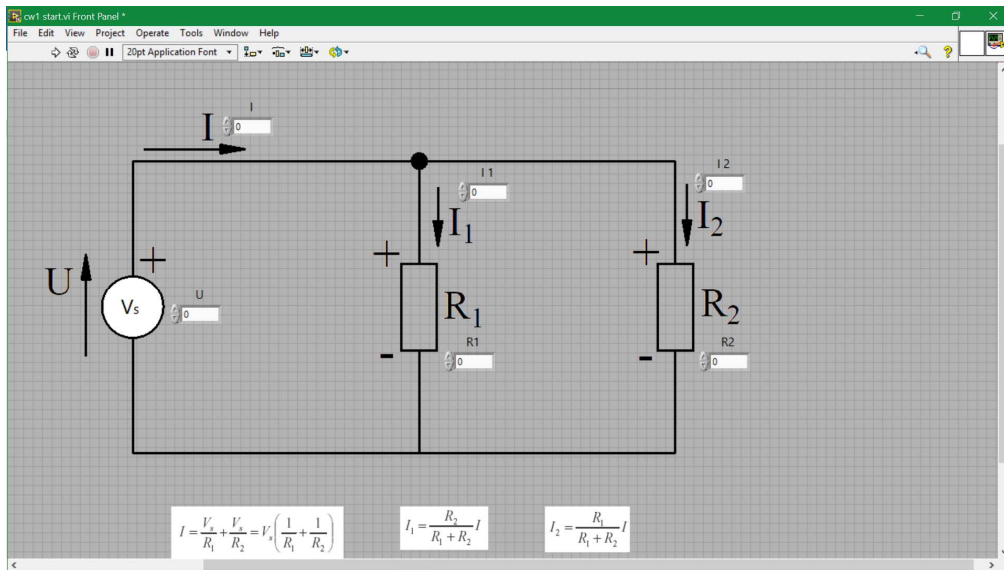 cw1 start.vi Front Panel *
File Edit View Project Operate Tools Window Help
20pt Application Font
I
I 0
I 1
0
I 2
0
I₁
I₂
U
+
Vs
U
0
+
R₁
-
R1
0
+
R₂
-
R2
0
I = Vₛ/R₁ + Vₛ/R₂ = Vₛ(1/R₁ + 1/R₂)
I₁ = R₂/(R₁ + R₂) I
I₂ = R₁/(R₁ + R₂) I